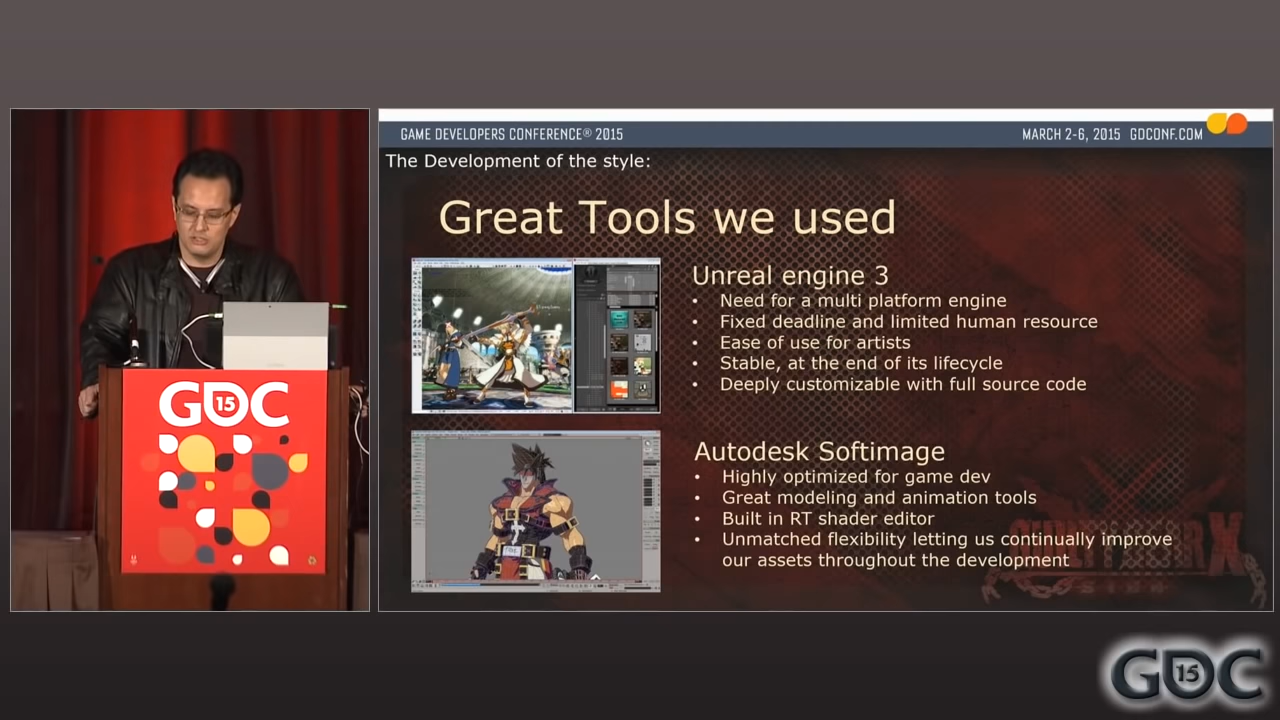 GAME DEVELOPERS CONFERENCE® 2015
MARCH 2-6, 2015 GDCONF.COM
The Development of the style:
Great Tools we used
Unreal engine 3
• Need for a multi platform engine
• Fixed deadline and limited human resource
• Ease of use for artists
• Stable, at the end of its lifecycle
• Deeply customizable with full source code
Autodesk Softimage
• Highly optimized for game dev
• Great modeling and animation tools
• Built in RT shader editor
• Unmatched flexibility letting us continually improve
our assets throughout the development
GDC 15
GDC 15